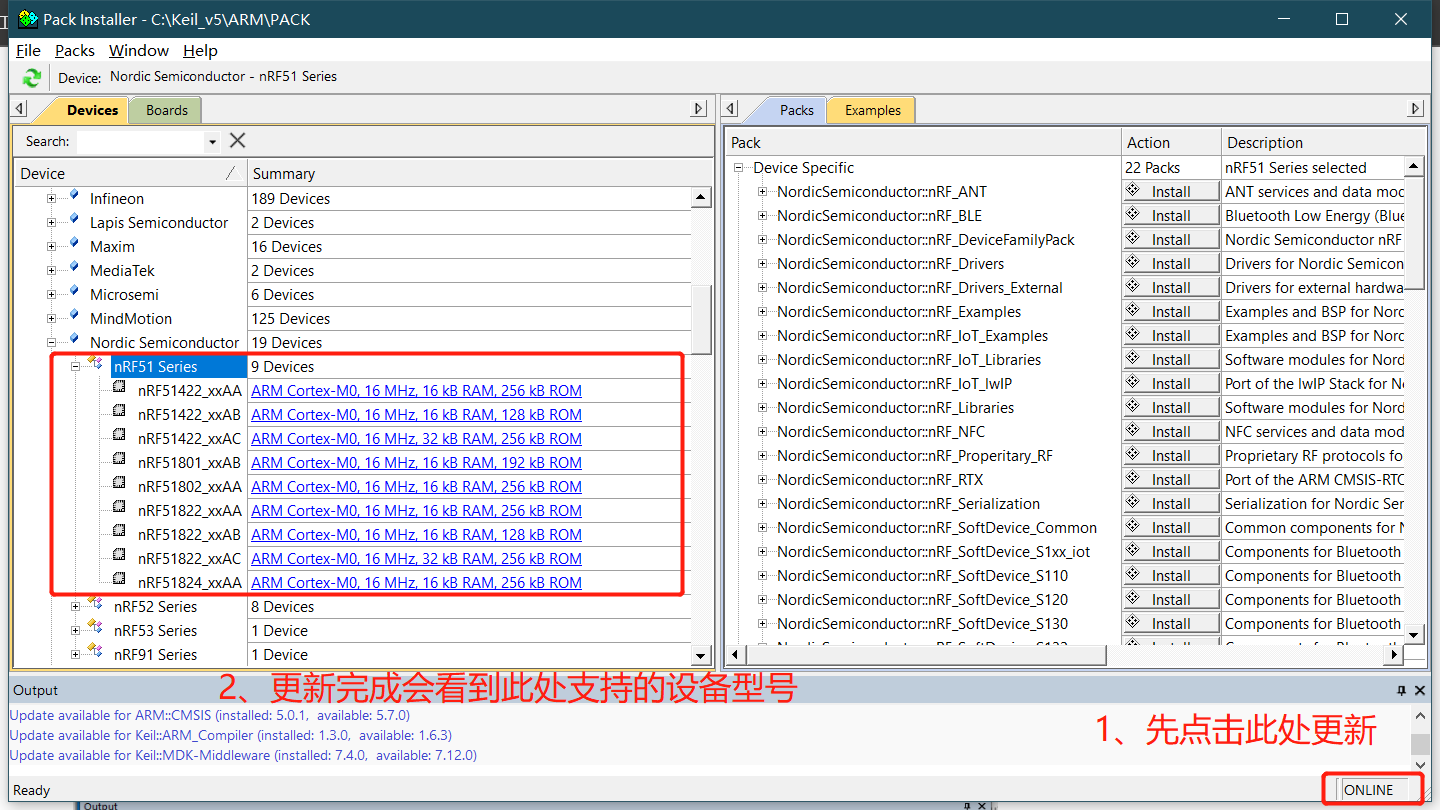 Pack Installer - C:\Keil_v5\ARM\PACK
File Packs Window Help
Device: Nordic Semiconductor - nRF51 Series
Devices Boards
Search:
Device Summary
Infineon 189 Devices
Lapis Semiconductor 2 Devices
Maxim 16 Devices
MediaTek 2 Devices
Microsemi 6 Devices
MindMotion 125 Devices
Nordic Semiconductor 19 Devices
nRF51 Series 9 Devices
nRF51422_xxAA ARM Cortex-M0, 16 MHz, 16 kB RAM, 256 kB ROM
nRF51422_xxAB ARM Cortex-M0, 16 MHz, 16 kB RAM, 128 kB ROM
nRF51422_xxAC ARM Cortex-M0, 16 MHz, 32 kB RAM, 256 kB ROM
nRF51801_xxAB ARM Cortex-M0, 16 MHz, 16 kB RAM, 192 kB ROM
nRF51802_xxAA ARM Cortex-M0, 16 MHz, 16 kB RAM, 256 kB ROM
nRF51822_xxAA ARM Cortex-M0, 16 MHz, 16 kB RAM, 256 kB ROM
nRF51822_xxAB ARM Cortex-M0, 16 MHz, 16 kB RAM, 128 kB ROM
nRF51822_xxAC ARM Cortex-M0, 16 MHz, 32 kB RAM, 256 kB ROM
nRF51824_xxAA ARM Cortex-M0, 16 MHz, 16 kB RAM, 256 kB ROM
nRF52 Series 8 Devices
nRF53 Series 1 Device
nRF91 Series 1 Device
Packs Examples
Pack Action Description
Device Specific 22 Packs nRF51 Series selected
NordicSemiconductor::nRF_ANT Install ANT services and data moc
NordicSemiconductor::nRF_BLE Install Bluetooth Low Energy (Blue
NordicSemiconductor::nRF_DeviceFamilyPack Install Nordic Semiconductor nRF
NordicSemiconductor::nRF_Drivers Install Drivers for Nordic Semicon
NordicSemiconductor::nRF_Drivers_External Install Drivers for external hardwa
NordicSemiconductor::nRF_Examples Install Examples and BSP for Nord
NordicSemiconductor::nRF_IoT_Examples Install Examples and BSP for Nord
NordicSemiconductor::nRF_IoT_Libraries Install Software modules for Nord
NordicSemiconductor::nRF_IoT_lwIP Install Port of the lwIP Stack for N
NordicSemiconductor::nRF_Libraries Install Software modules for Nord
NordicSemiconductor::nRF_NFC Install NFC services and data mod
NordicSemiconductor::nRF_Properitary_RF Install Proprietary RF protocols fo
NordicSemiconductor::nRF_RTX Install Port of the ARM CMSIS-RTC
NordicSemiconductor::nRF_Serialization Install Serialization for Nordic Sem
NordicSemiconductor::nRF_SoftDevice_Common Install Common components for N
NordicSemiconductor::nRF_SoftDevice_S1xx_iot Install Components for Bluetooth
NordicSemiconductor::nRF_SoftDevice_S110 Install Components for Bluetooth
NordicSemiconductor::nRF_SoftDevice_S120 Install Components for Bluetooth
NordicSemiconductor::nRF_SoftDevice_S130 Install Components for Bluetooth
2、更新完成会看到此处支持的设备型号
Output
Update available for ARM::CMSIS (installed: 5.0.1, available: 5.7.0)
Update available for Keil::ARM_Compiler (installed: 1.3.0, available: 1.6.3)
Update available for Keil::MDK-Middleware (installed: 7.4.0, available: 7.12.0)
1、先点击此处更新
Ready ONLINE
Output